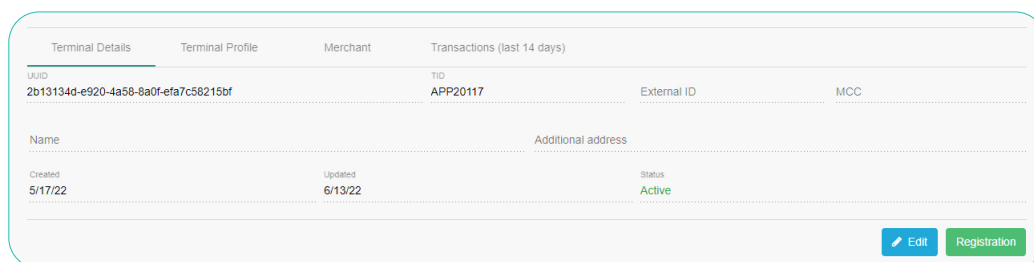 Terminal Details Terminal Profile Merchant Transactions (last 14 days)
UUID TID
2b13134d-e920-4a58-8a0f-efa7c58215bf APP20117 External ID MCC
Name Additional address
Created Updated Status
5/17/22 6/13/22 Active
Edit Registration